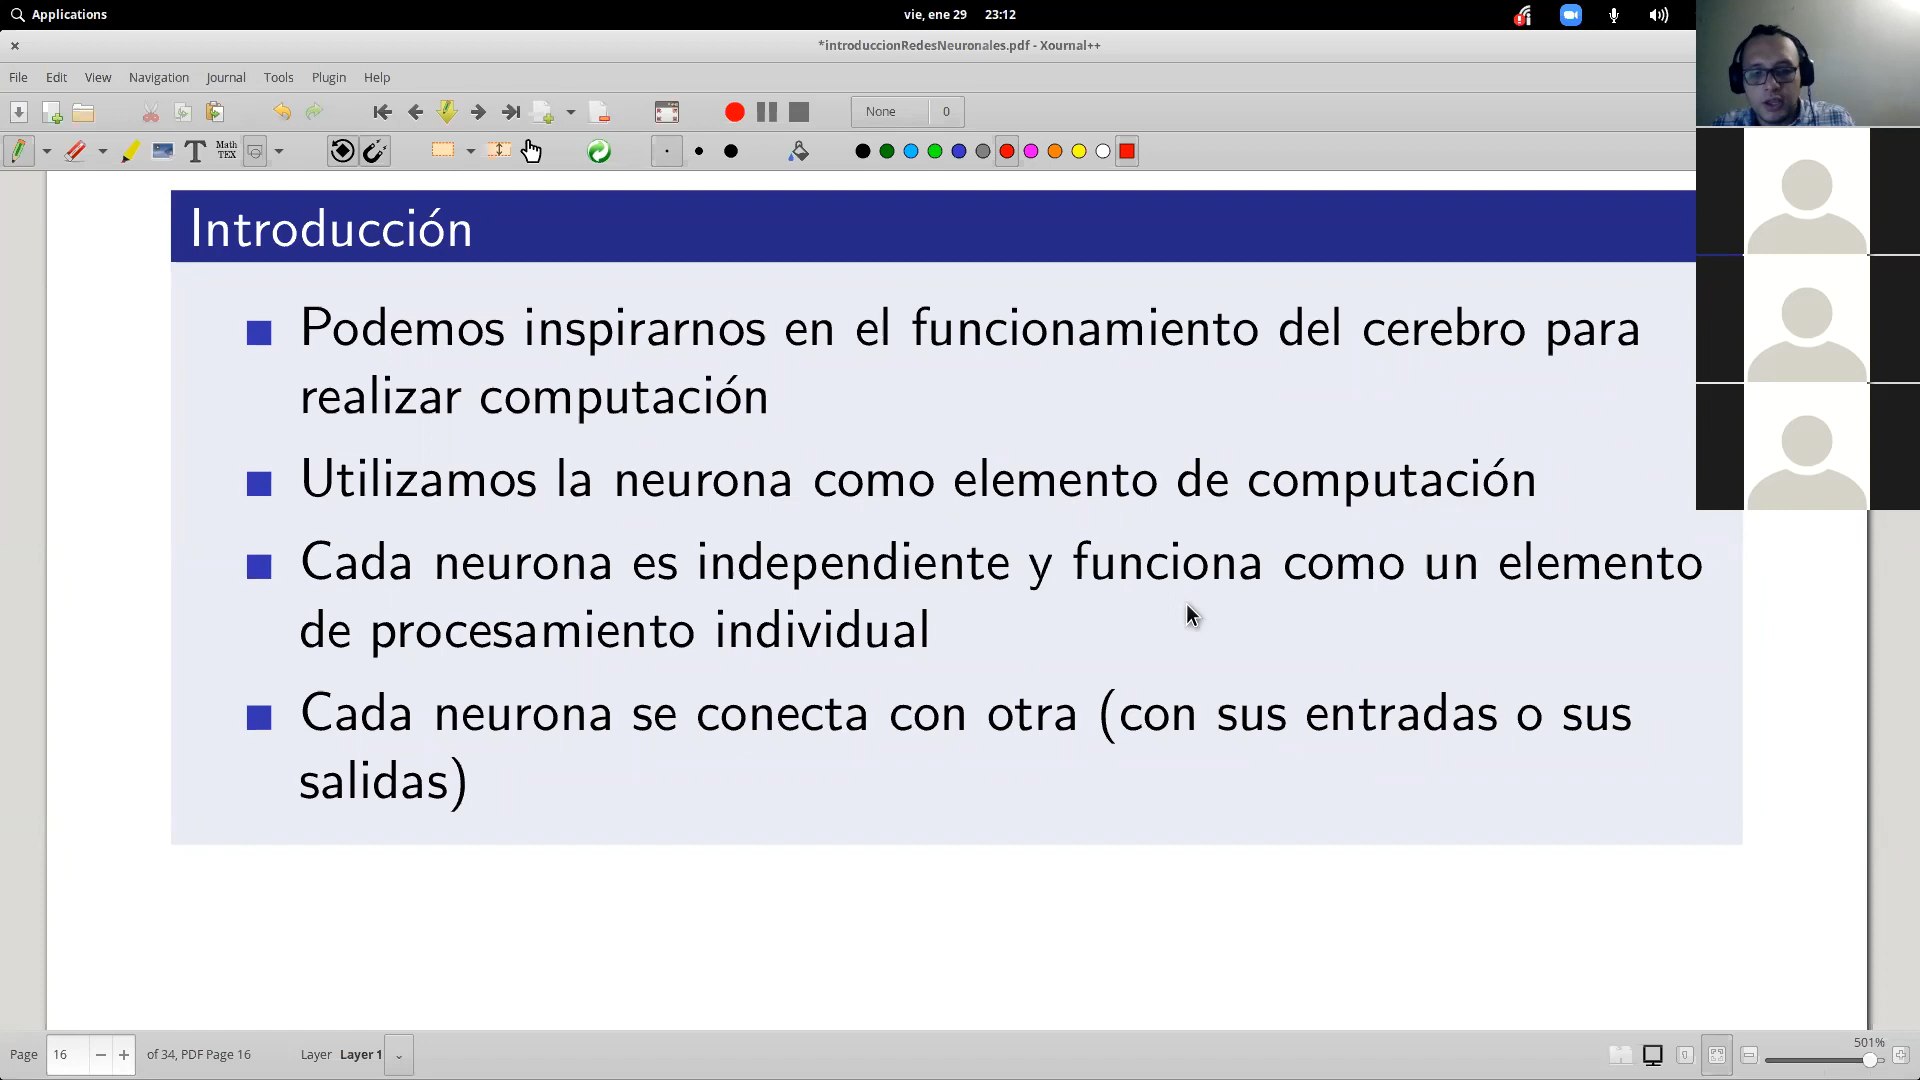 Applications
vie, ene 29 23:12
*introduccionRedesNeuronales.pdf - Xournal++
File Edit View Navigation Journal Tools Plugin Help
None 0
T Math TEX
Introducción
Podemos inspirarnos en el funcionamiento del cerebro para
realizar computación
Utilizamos la neurona como elemento de computación
Cada neurona es independiente y funciona como un elemento
de procesamiento individual
Cada neurona se conecta con otra (con sus entradas o sus
salidas)
Page 16 of 34, PDF Page 16 Layer Layer 1
501%